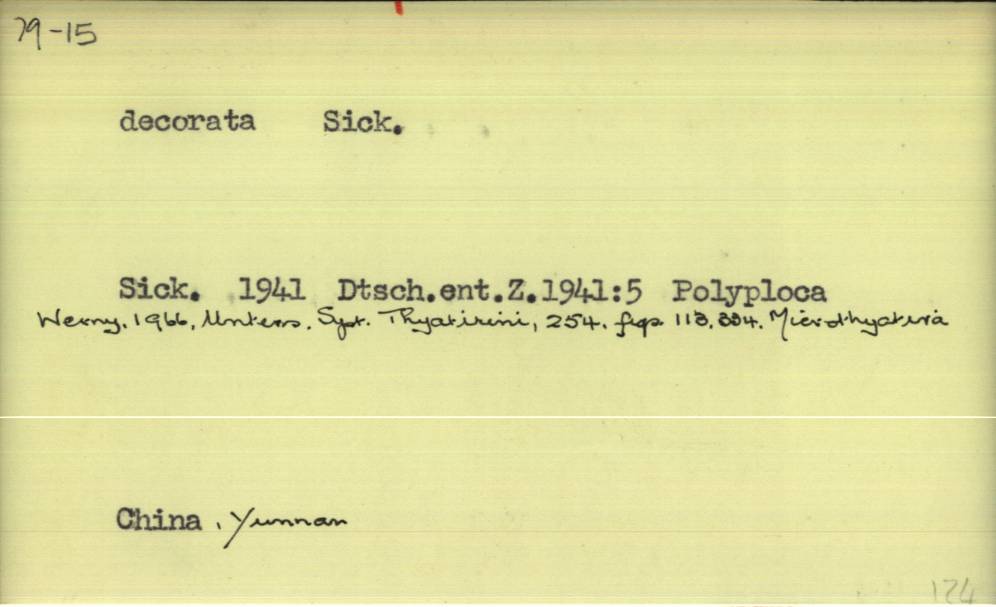 79-15
decorata Sick.
Sick. 1941 Dtsch.ent.Z.1941:5 Polyploca
Werny. 1966, Unters. Syst. Thyatirini, 254. figs 113. 334. Microthyatira
China, Yunnan
124